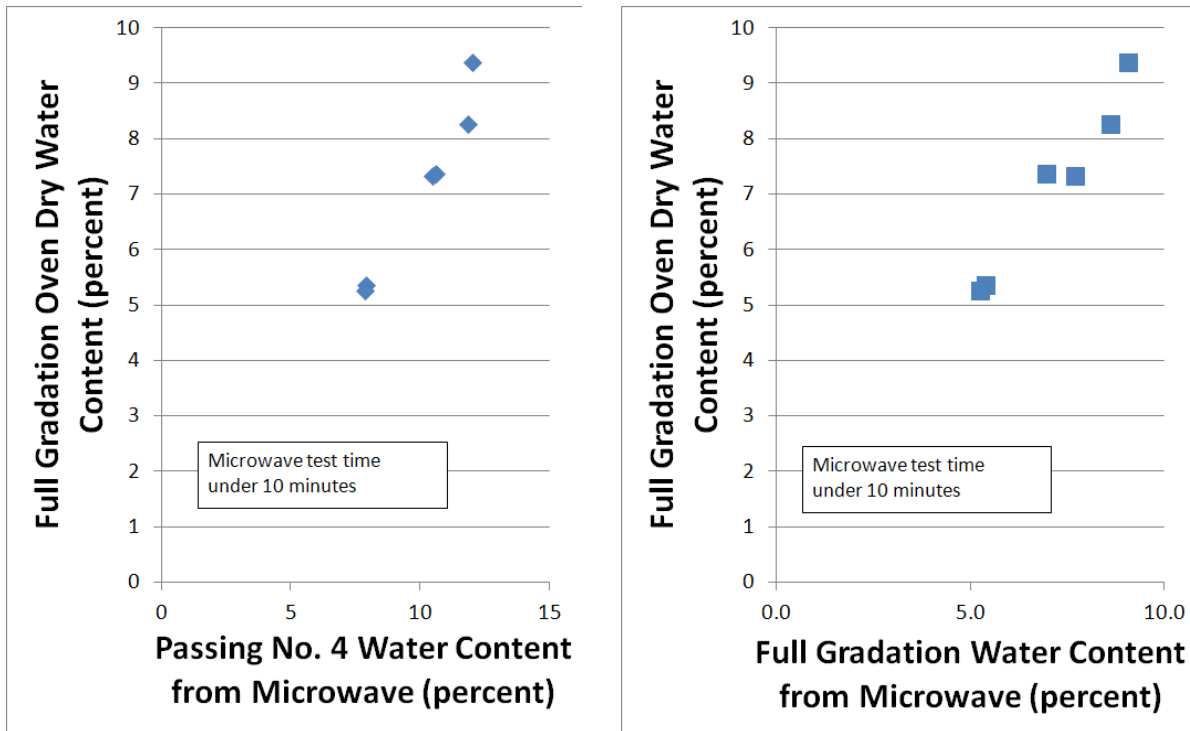 Full Gradation Oven Dry Water
Content (percent)
10
9
8
7
6
5
4
3
2
1
0
Microwave test time
under 10 minutes
0 5 10 15
Passing No. 4 Water Content
from Microwave (percent)
Full Gradation Oven Dry Water
Content (percent)
10
9
8
7
6
5
4
3
2
1
0
Microwave test time
under 10 minutes
0.0 5.0 10.0
Full Gradation Water Content
from Microwave (percent)